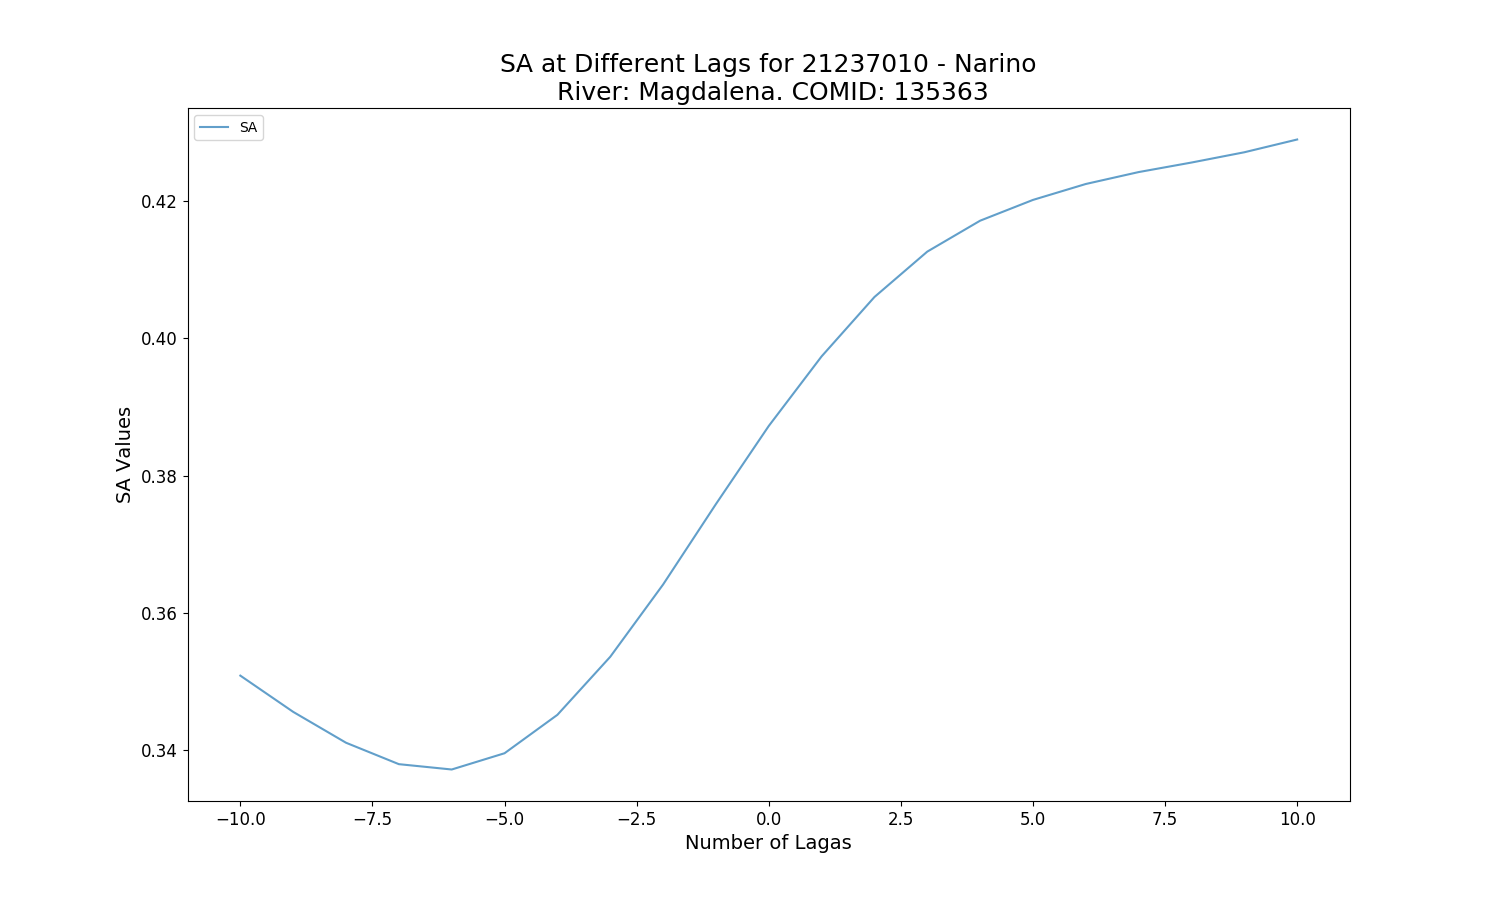 SA at Different Lags for 21237010 - Narino
River: Magdalena. COMID: 135363
SA
0.42
0.40
0.38
0.36
0.34
SA Values
−10.0 −7.5 −5.0 −2.5 0.0 2.5 5.0 7.5 10.0
Number of Lagas